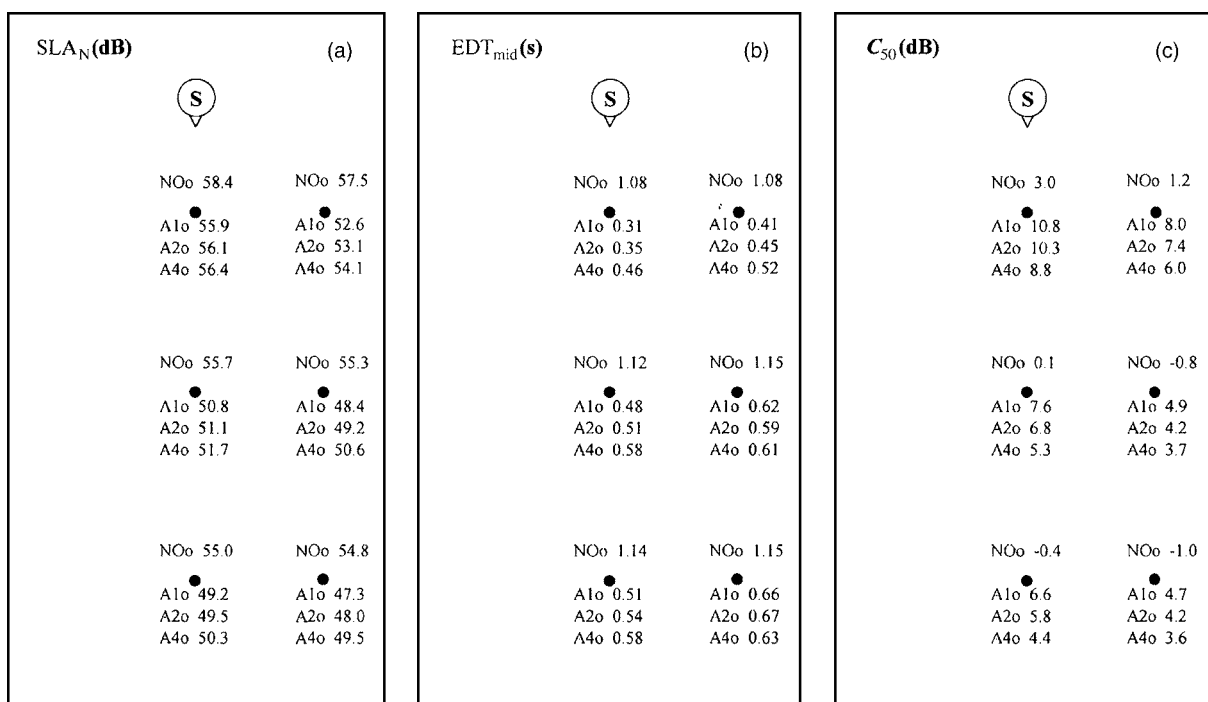 SLA_N(dB) (a)
S
NOo 58.4 NOo 57.5
A1o 55.9 A1o 52.6
A2o 56.1 A2o 53.1
A4o 56.4 A4o 54.1
NOo 55.7 NOo 55.3
A1o 50.8 A1o 48.4
A2o 51.1 A2o 49.2
A4o 51.7 A4o 50.6
NOo 55.0 NOo 54.8
A1o 49.2 A1o 47.3
A2o 49.5 A2o 48.0
A4o 50.3 A4o 49.5
EDT_mid(s) (b)
S
NOo 1.08 NOo 1.08
A1o 0.31 A1o 0.41
A2o 0.35 A2o 0.45
A4o 0.46 A4o 0.52
NOo 1.12 NOo 1.15
A1o 0.48 A1o 0.62
A2o 0.51 A2o 0.59
A4o 0.58 A4o 0.61
NOo 1.14 NOo 1.15
A1o 0.51 A1o 0.66
A2o 0.54 A2o 0.67
A4o 0.58 A4o 0.63
C_50(dB) (c)
S
NOo 3.0 NOo 1.2
A1o 10.8 A1o 8.0
A2o 10.3 A2o 7.4
A4o 8.8 A4o 6.0
NOo 0.1 NOo -0.8
A1o 7.6 A1o 4.9
A2o 6.8 A2o 4.2
A4o 5.3 A4o 3.7
NOo -0.4 NOo -1.0
A1o 6.6 A1o 4.7
A2o 5.8 A2o 4.2
A4o 4.4 A4o 3.6